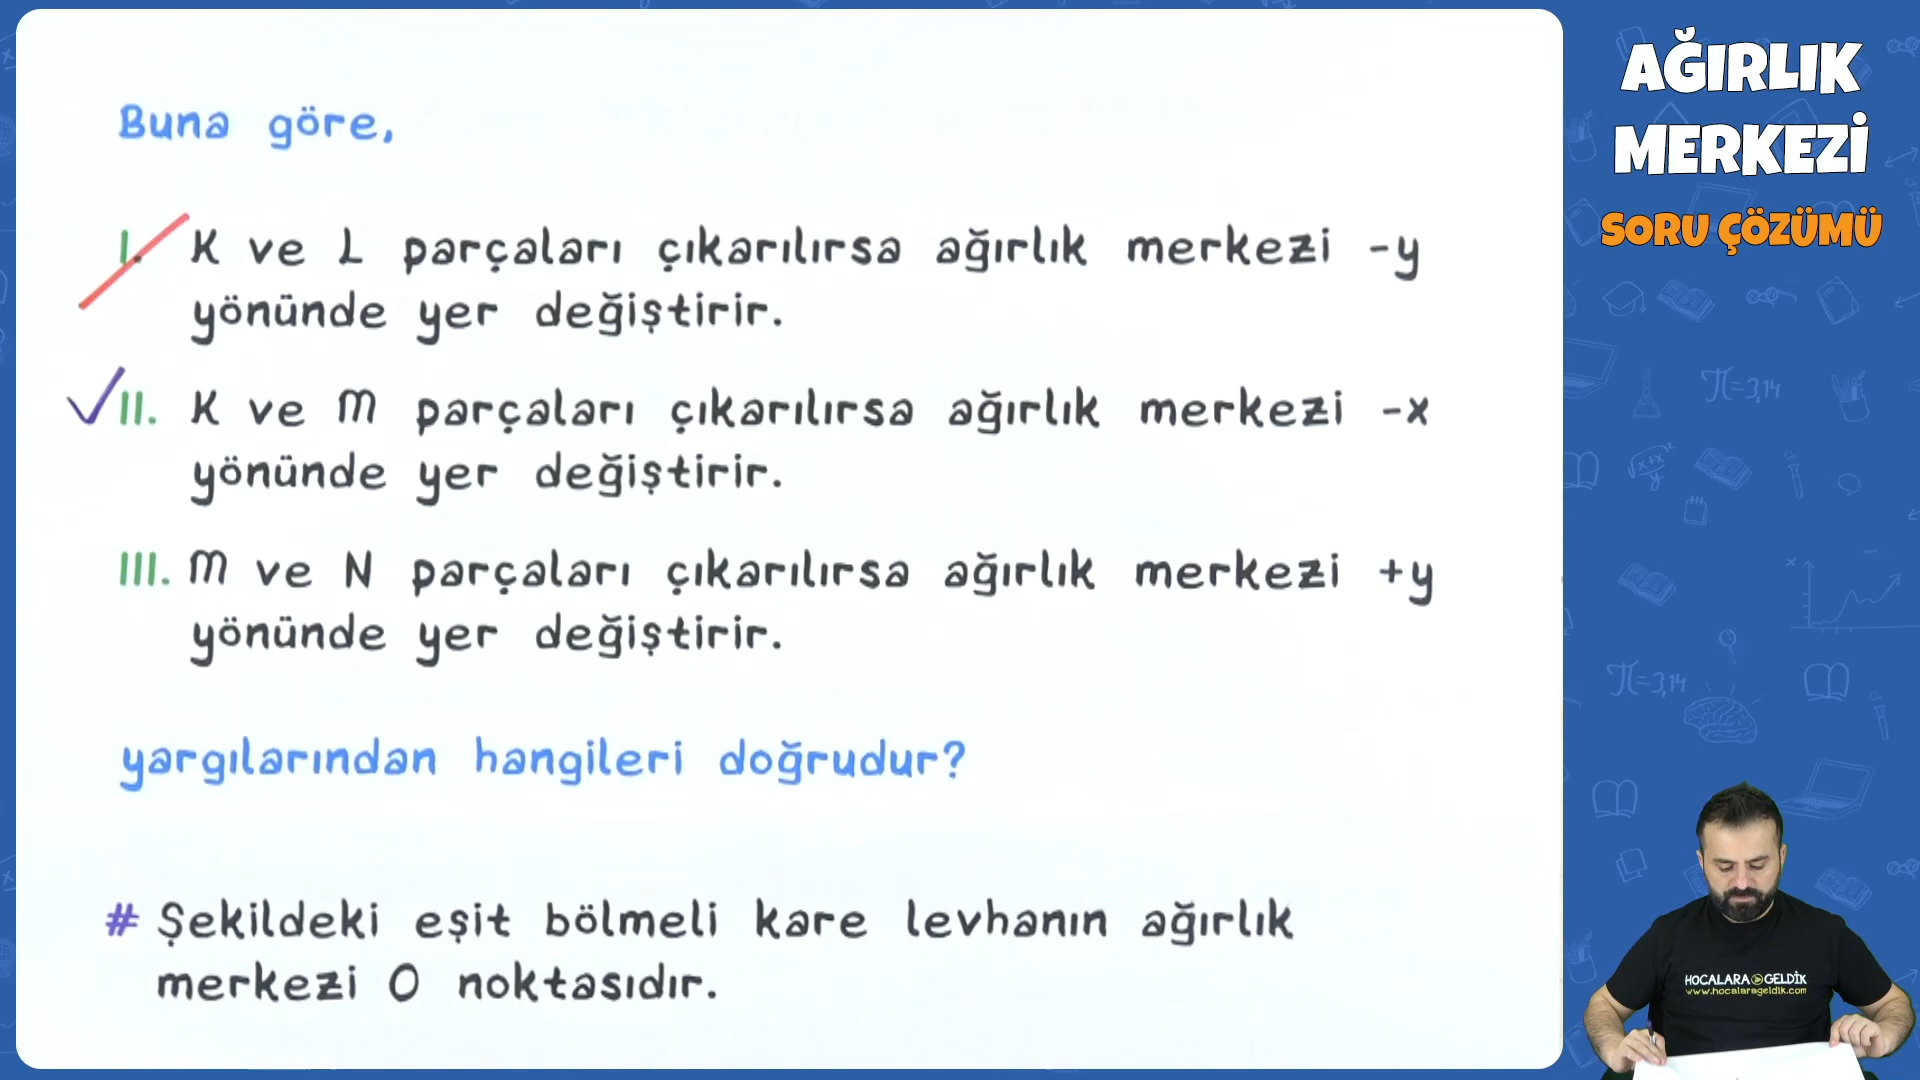 Buna göre,
I. K ve L parçaları çıkarılırsa ağırlık merkezi -y
yönünde yer değiştirir.
II. K ve M parçaları çıkarılırsa ağırlık merkezi -x
yönünde yer değiştirir.
III. M ve N parçaları çıkarılırsa ağırlık merkezi +y
yönünde yer değiştirir.
yargılarından hangileri doğrudur?
# Şekildeki eşit bölmeli kare levhanın ağırlık
merkezi O noktasıdır.
AĞIRLIK
MERKEZİ
SORU ÇÖZÜMÜ
π=3,14
π=3,14
HOCALARA GELDİK
www.hocalarageldik.com